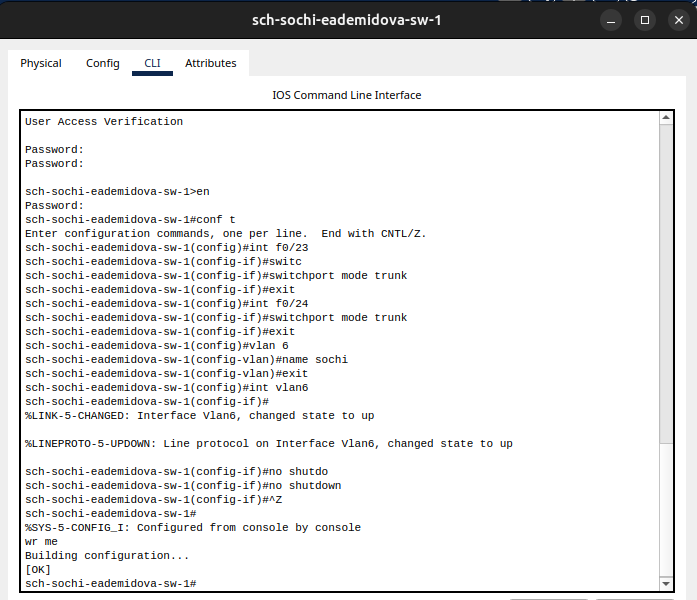 sch-sochi-eademidova-sw-1
Physical Config CLI Attributes
IOS Command Line Interface
User Access Verification
Password:
Password:
sch-sochi-eademidova-sw-1>en
Password:
sch-sochi-eademidova-sw-1#conf t
Enter configuration commands, one per line.  End with CNTL/Z.
sch-sochi-eademidova-sw-1(config)#int f0/23
sch-sochi-eademidova-sw-1(config-if)#switc
sch-sochi-eademidova-sw-1(config-if)#switchport mode trunk
sch-sochi-eademidova-sw-1(config-if)#exit
sch-sochi-eademidova-sw-1(config)#int f0/24
sch-sochi-eademidova-sw-1(config-if)#switchport mode trunk
sch-sochi-eademidova-sw-1(config-if)#exit
sch-sochi-eademidova-sw-1(config)#vlan 6
sch-sochi-eademidova-sw-1(config-vlan)#name sochi
sch-sochi-eademidova-sw-1(config-vlan)#exit
sch-sochi-eademidova-sw-1(config)#int vlan6
sch-sochi-eademidova-sw-1(config-if)#
%LINK-5-CHANGED: Interface Vlan6, changed state to up
%LINEPROTO-5-UPDOWN: Line protocol on Interface Vlan6, changed state to up
sch-sochi-eademidova-sw-1(config-if)#no shutdo
sch-sochi-eademidova-sw-1(config-if)#no shutdown
sch-sochi-eademidova-sw-1(config-if)#^Z
sch-sochi-eademidova-sw-1#
%SYS-5-CONFIG_I: Configured from console by console
wr me
Building configuration...
[OK]
sch-sochi-eademidova-sw-1#